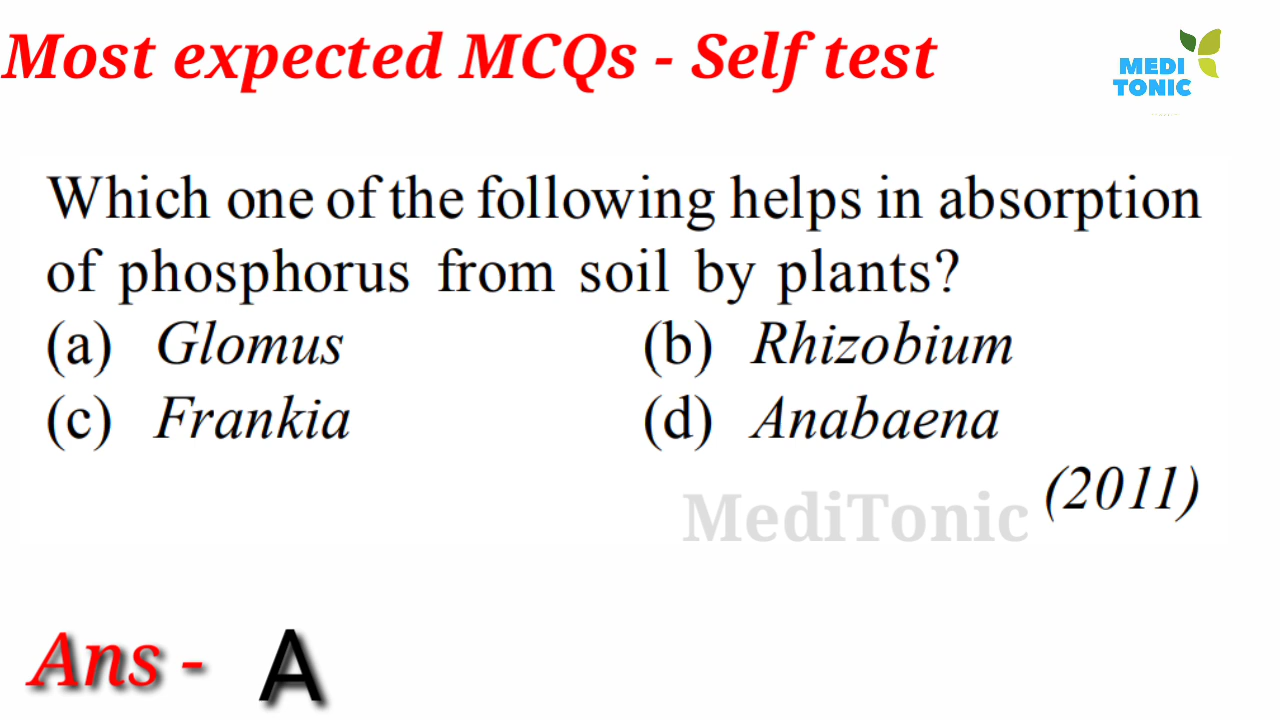 Most expected MCQs - Self test
MEDI
TONIC
Which one of the following helps in absorption
of phosphorus from soil by plants?
(a) Glomus (b) Rhizobium
(c) Frankia (d) Anabaena
(2011)
MediTonic
Ans - A